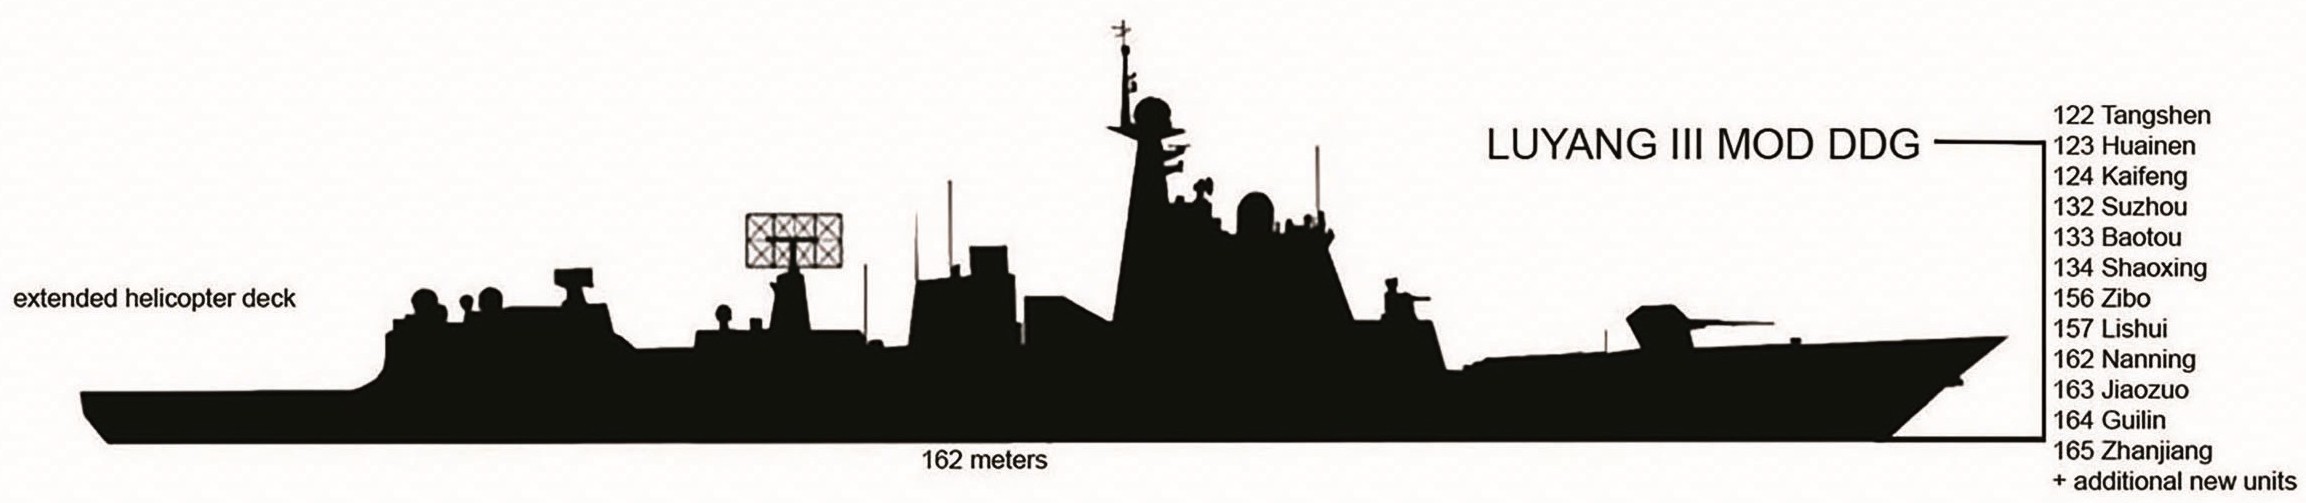 LUYANG III MOD DDG
122 Tangshen
123 Huainen
124 Kaifeng
132 Suzhou
133 Baotou
134 Shaoxing
156 Zibo
157 Lishui
162 Nanning
163 Jiaozuo
164 Guilin
165 Zhanjiang
+ additional new units
extended helicopter deck
162 meters